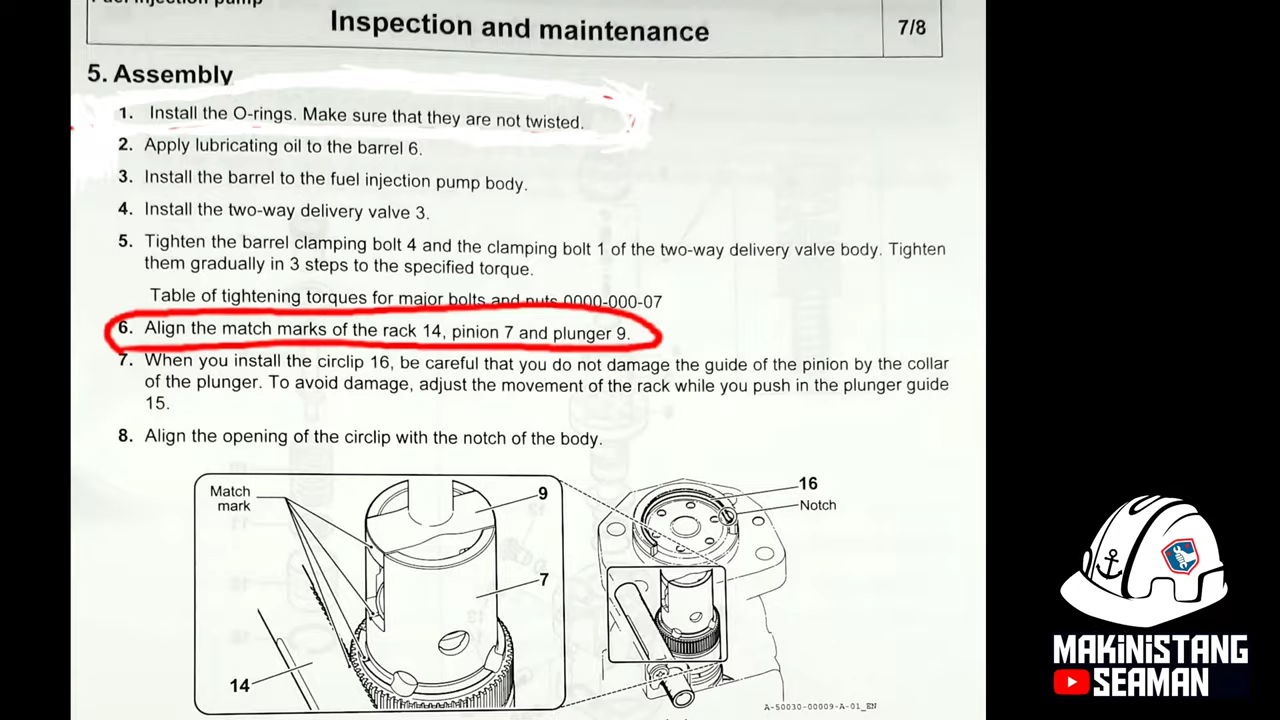 Fuel injection pump
Inspection and maintenance
7/8
5. Assembly
1. Install the O-rings. Make sure that they are not twisted.
2. Apply lubricating oil to the barrel 6.
3. Install the barrel to the fuel injection pump body.
4. Install the two-way delivery valve 3.
5. Tighten the barrel clamping bolt 4 and the clamping bolt 1 of the two-way delivery valve body. Tighten
them gradually in 3 steps to the specified torque.
Table of tightening torques for major bolts and nuts 0000-000-07
6. Align the match marks of the rack 14, pinion 7 and plunger 9.
7. When you install the circlip 16, be careful that you do not damage the guide of the pinion by the collar
of the plunger. To avoid damage, adjust the movement of the rack while you push in the plunger guide
15.
8. Align the opening of the circlip with the notch of the body.
Match
mark
9
7
14
16
Notch
A-50030-00009-A-01_EN
MAKINISTANG
SEAMAN